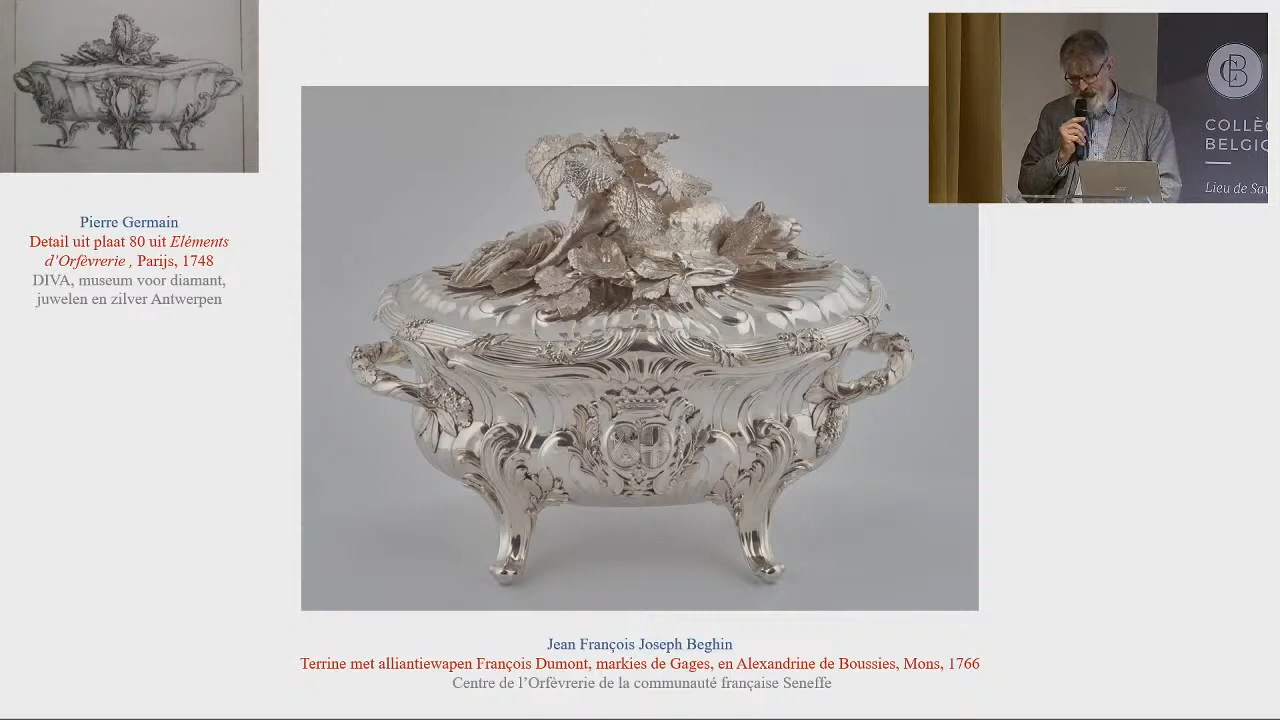 Pierre Germain
Detail uit plaat 80 uit Eléments
d'Orfèvrerie , Parijs, 1748
DIVA, museum voor diamant,
juwelen en zilver Antwerpen
CB
COLLÈG
BELGIQ
Lieu de Sav
acer
Jean François Joseph Beghin
Terrine met alliantiewapen François Dumont, markies de Gages, en Alexandrine de Boussies, Mons, 1766
Centre de l'Orfèvrerie de la communauté française Seneffe